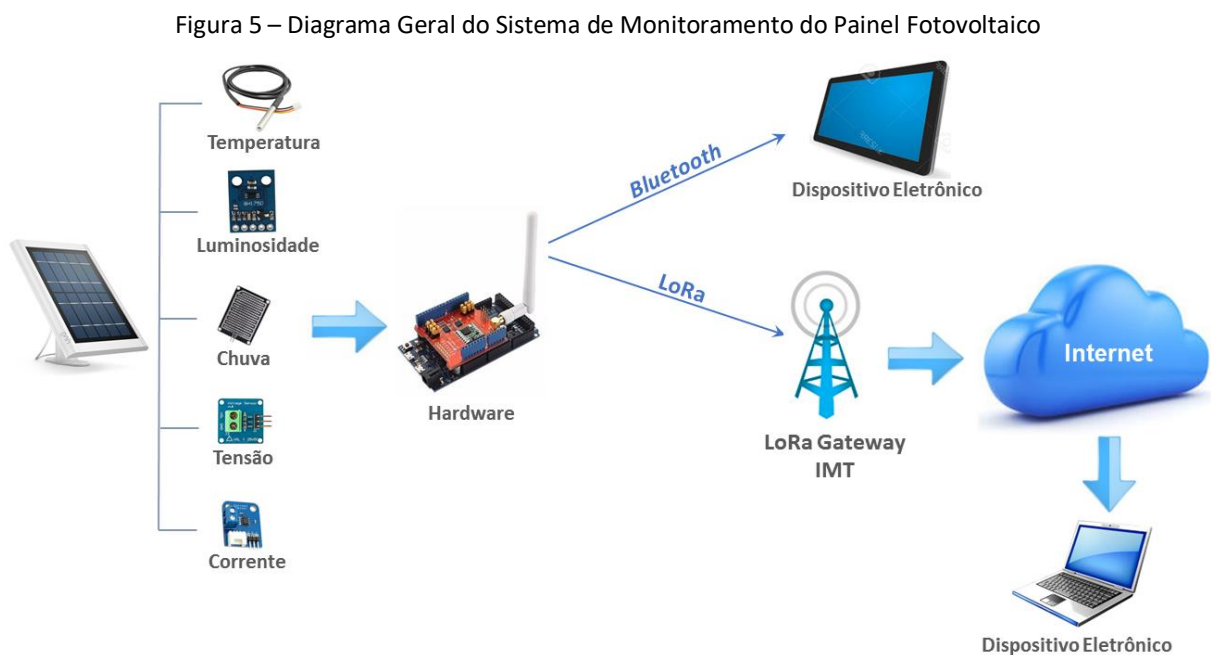 Figura 5 – Diagrama Geral do Sistema de Monitoramento do Painel Fotovoltaico
Temperatura
Luminosidade
Chuva
Tensão
Corrente
Hardware
Bluetooth
LoRa
Dispositivo Eletrônico
LoRa Gateway
IMT
Internet
Dispositivo Eletrônico